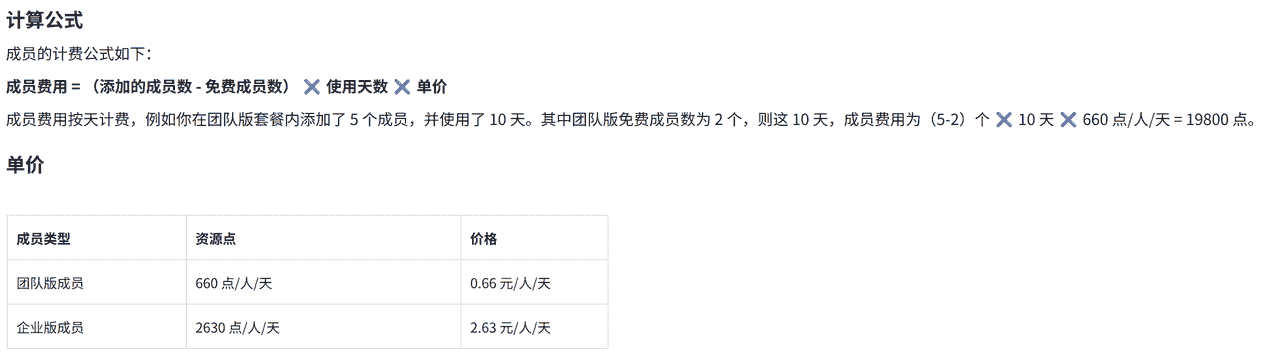 计算公式
成员的计费公式如下：
成员费用 = （添加的成员数 - 免费成员数） ✖ 使用天数 ✖ 单价
成员费用按天计费，例如你在团队版套餐内添加了 5 个成员，并使用了 10 天。其中团队版免费成员数为 2 个，则这 10 天，成员费用为（5-2）个 ✖ 10 天 ✖ 660 点/人/天 = 19800 点。
单价
成员类型 资源点 价格
团队版成员 660 点/人/天 0.66 元/人/天
企业版成员 2630 点/人/天 2.63 元/人/天